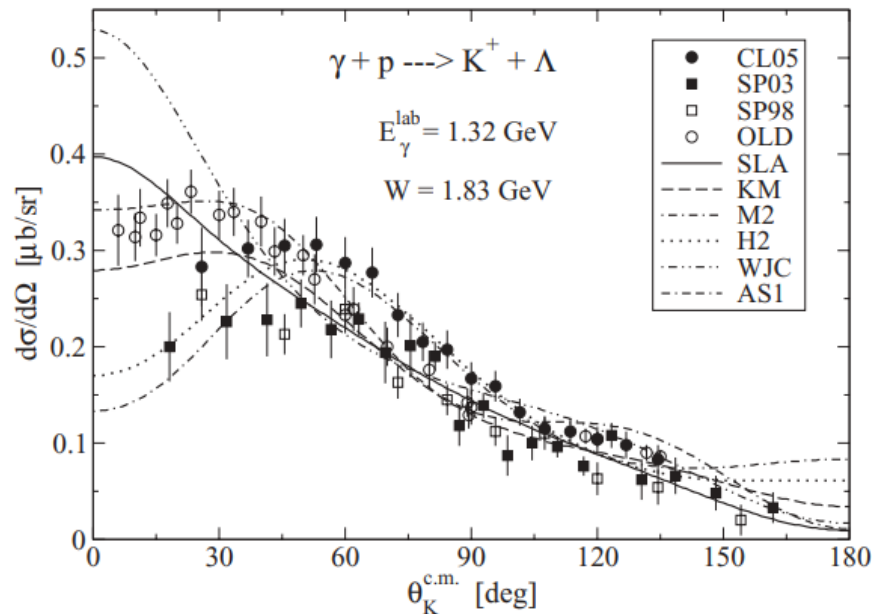 0.5
0.4
0.3
0.2
0.1
0
dσ/dΩ [μb/sr]
γ + p ---> K⁺ + Λ
E_γ^lab = 1.32 GeV
W = 1.83 GeV
CL05
SP03
SP98
OLD
SLA
KM
M2
H2
WJC
AS1
0 30 60 90 120 150 180
θ_K^c.m. [deg]